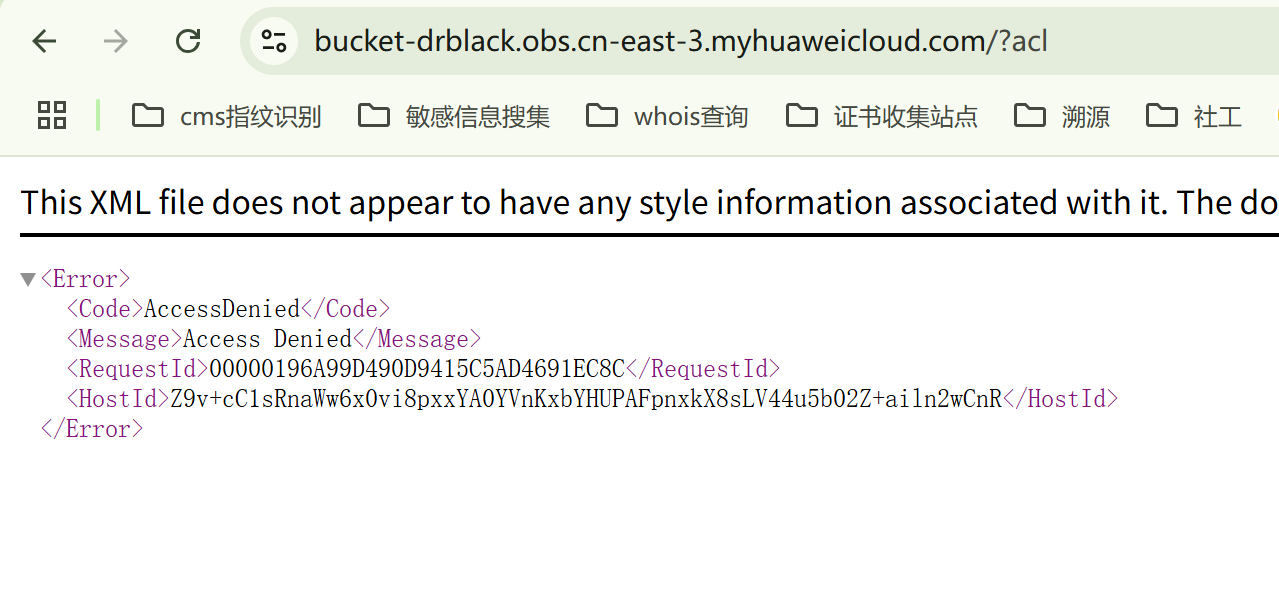 bucket-drblack.obs.cn-east-3.myhuaweicloud.com/?acl
cms指纹识别 敏感信息搜集 whois查询 证书收集站点 溯源 社工
This XML file does not appear to have any style information associated with it. The do
▼<Error>
<Code>AccessDenied</Code>
<Message>Access Denied</Message>
<RequestId>00000196A99D490D9415C5AD4691EC8C</RequestId>
<HostId>Z9v+cC1sRnaWw6x0vi8pxxYA0YVnKxbYHUPAFpnxkX8sLV44u5b02Z+ailn2wCnR</HostId>
</Error>